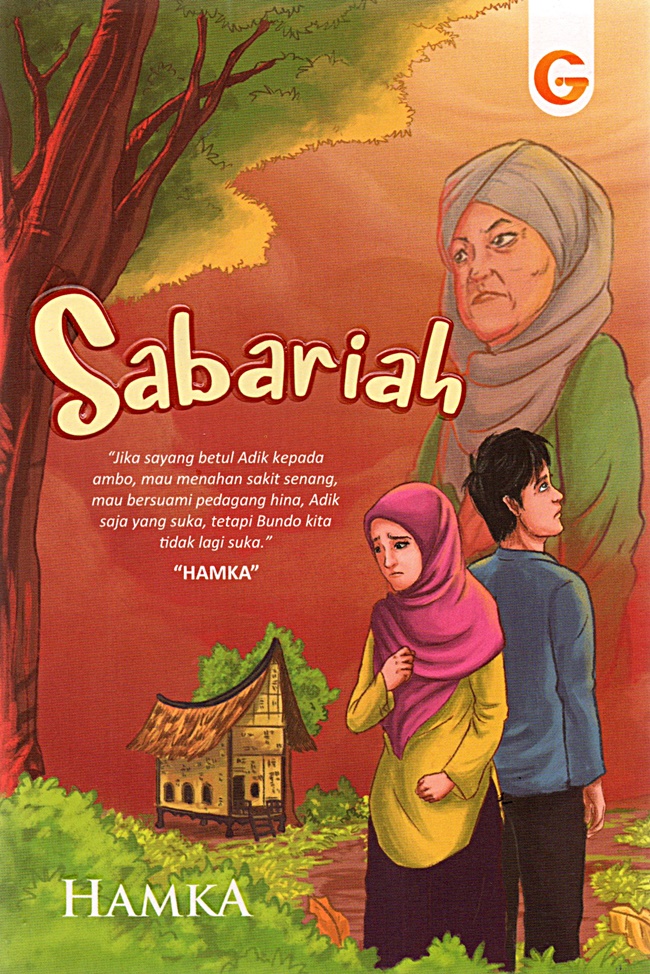 Sabariah
“Jika sayang betul Adik kepada
ambo, mau menahan sakit senang,
mau bersuami pedagang hina, Adik
saja yang suka, tetapi Bundo kita
tidak lagi suka.”
“HAMKA”
HAMKA